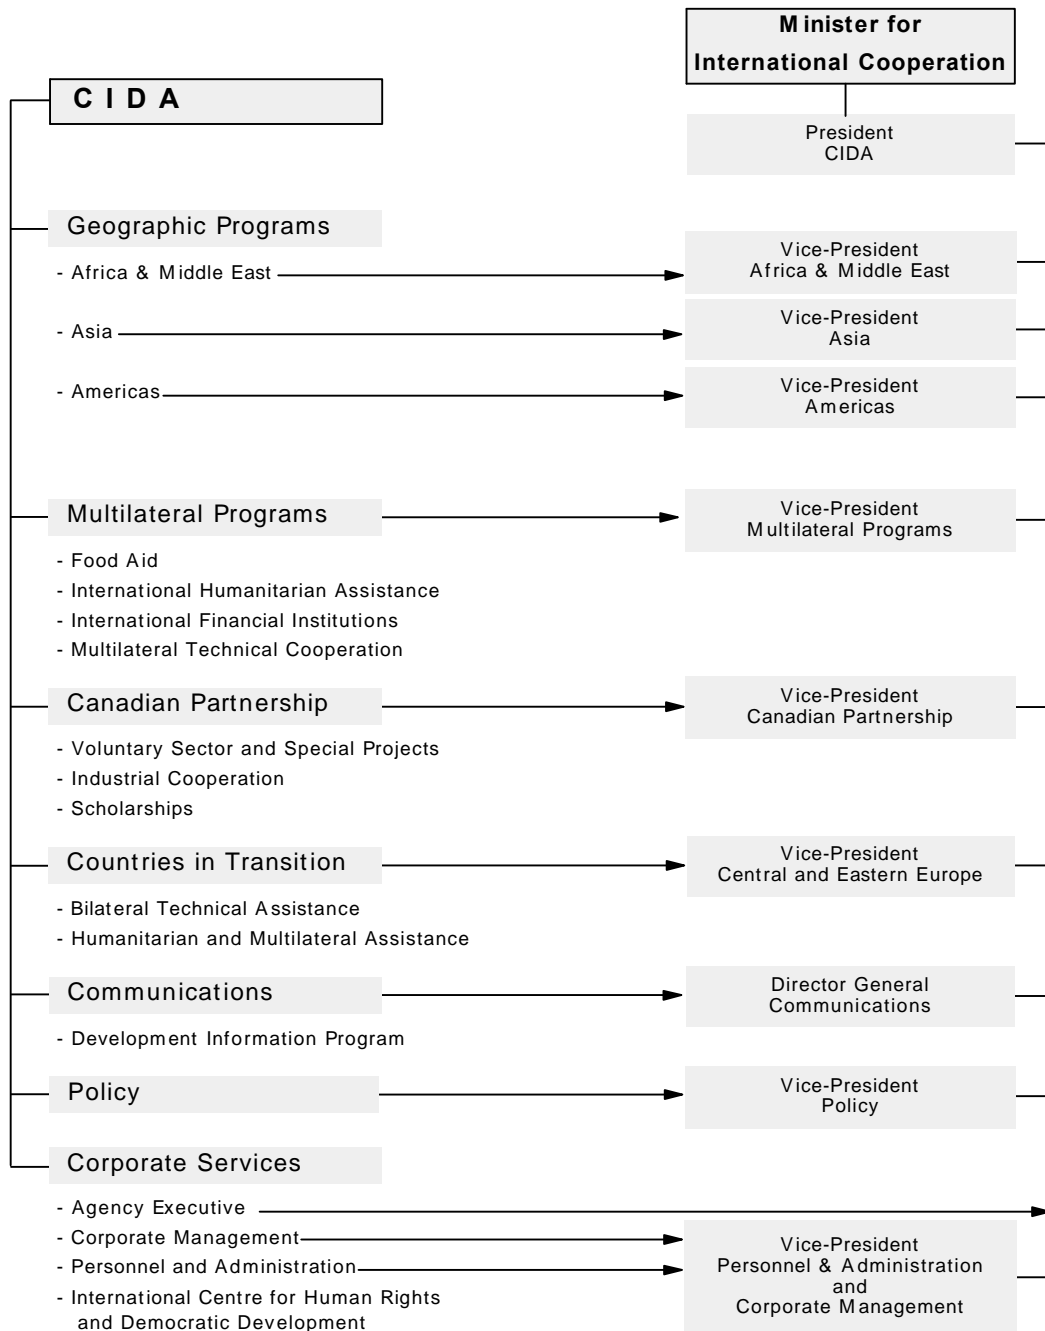 Minister for
International Cooperation
CIDA
President
CIDA
Geographic Programs
- Africa & Middle East
Vice-President
Africa & Middle East
- Asia
Vice-President
Asia
- Americas
Vice-President
Americas
Multilateral Programs
Vice-President
Multilateral Programs
- Food Aid
- International Humanitarian Assistance
- International Financial Institutions
- Multilateral Technical Cooperation
Canadian Partnership
Vice-President
Canadian Partnership
- Voluntary Sector and Special Projects
- Industrial Cooperation
- Scholarships
Countries in Transition
Vice-President
Central and Eastern Europe
- Bilateral Technical Assistance
- Humanitarian and Multilateral Assistance
Communications
Director General
Communications
- Development Information Program
Policy
Vice-President
Policy
Corporate Services
- Agency Executive
- Corporate Management
- Personnel and Administration
- International Centre for Human Rights
and Democratic Development
Vice-President
Personnel & Administration
and
Corporate Management